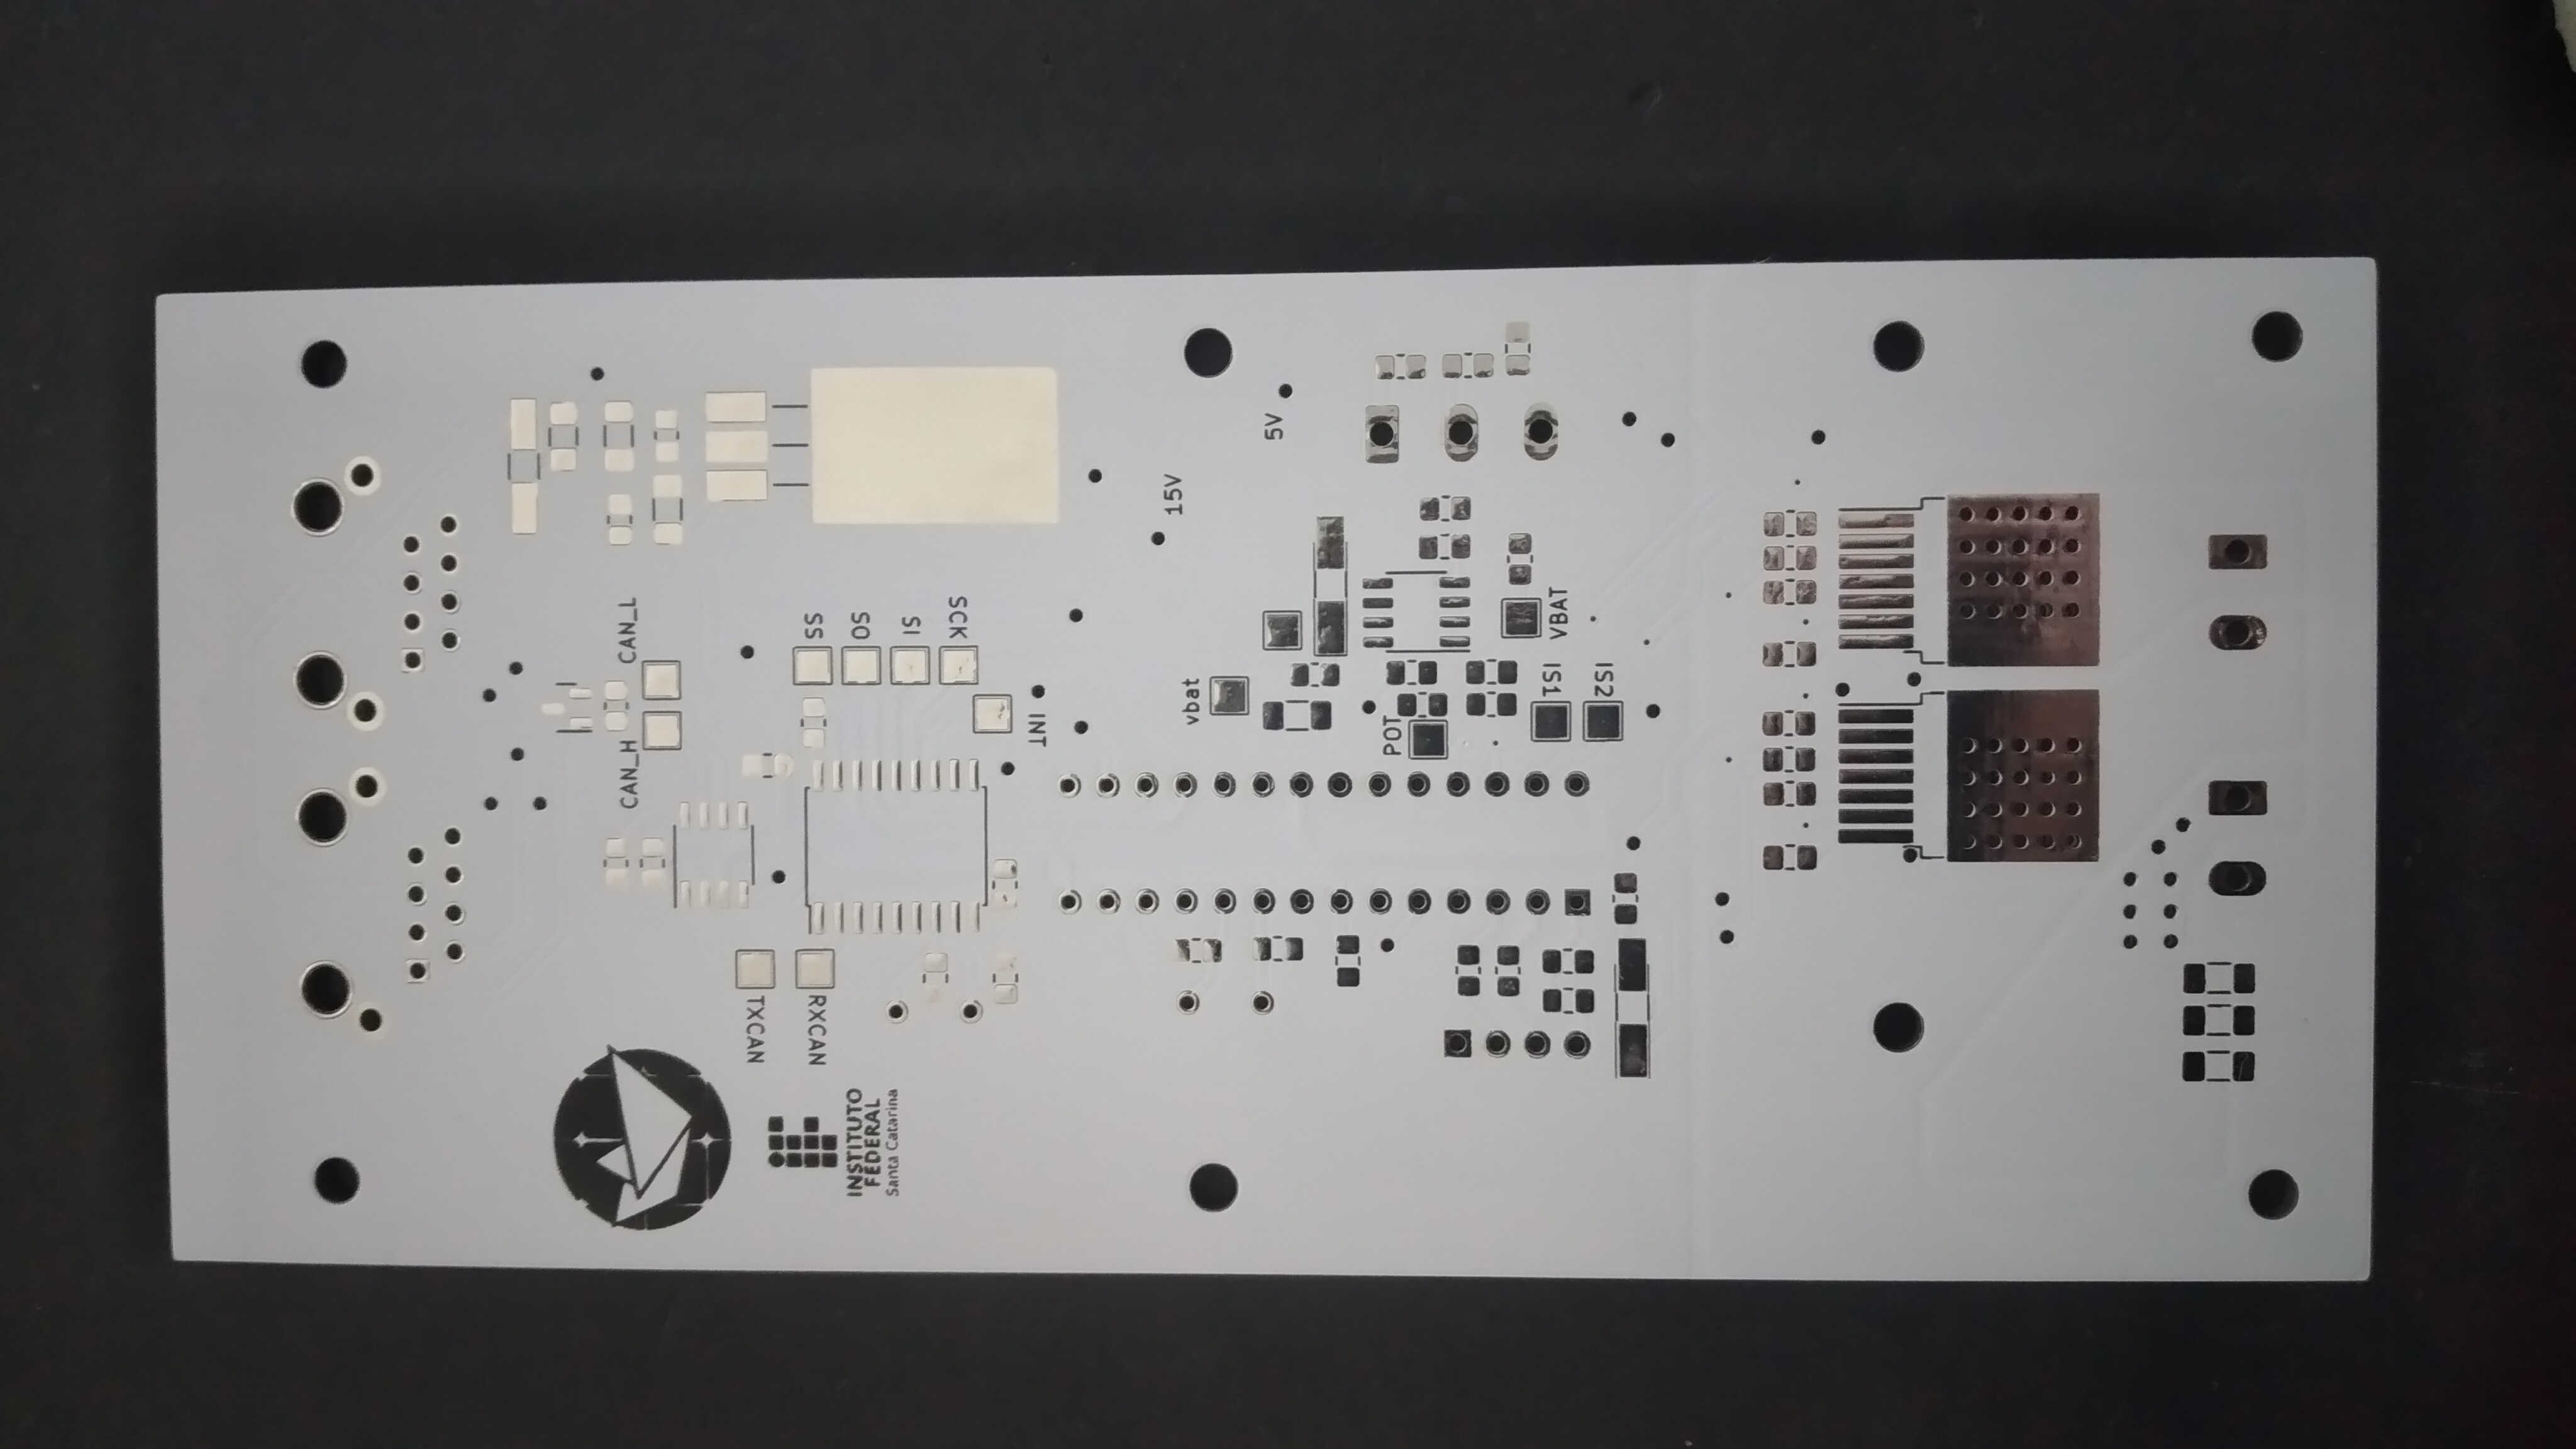 CAN_H
CAN_L
TXCAN
RXCAN
SS
SO
SI
SCK
INSTITUTO
FEDERAL
Santa Catarina
INT
15V
vbat
5V
POT
IS1
VBAT
IS2